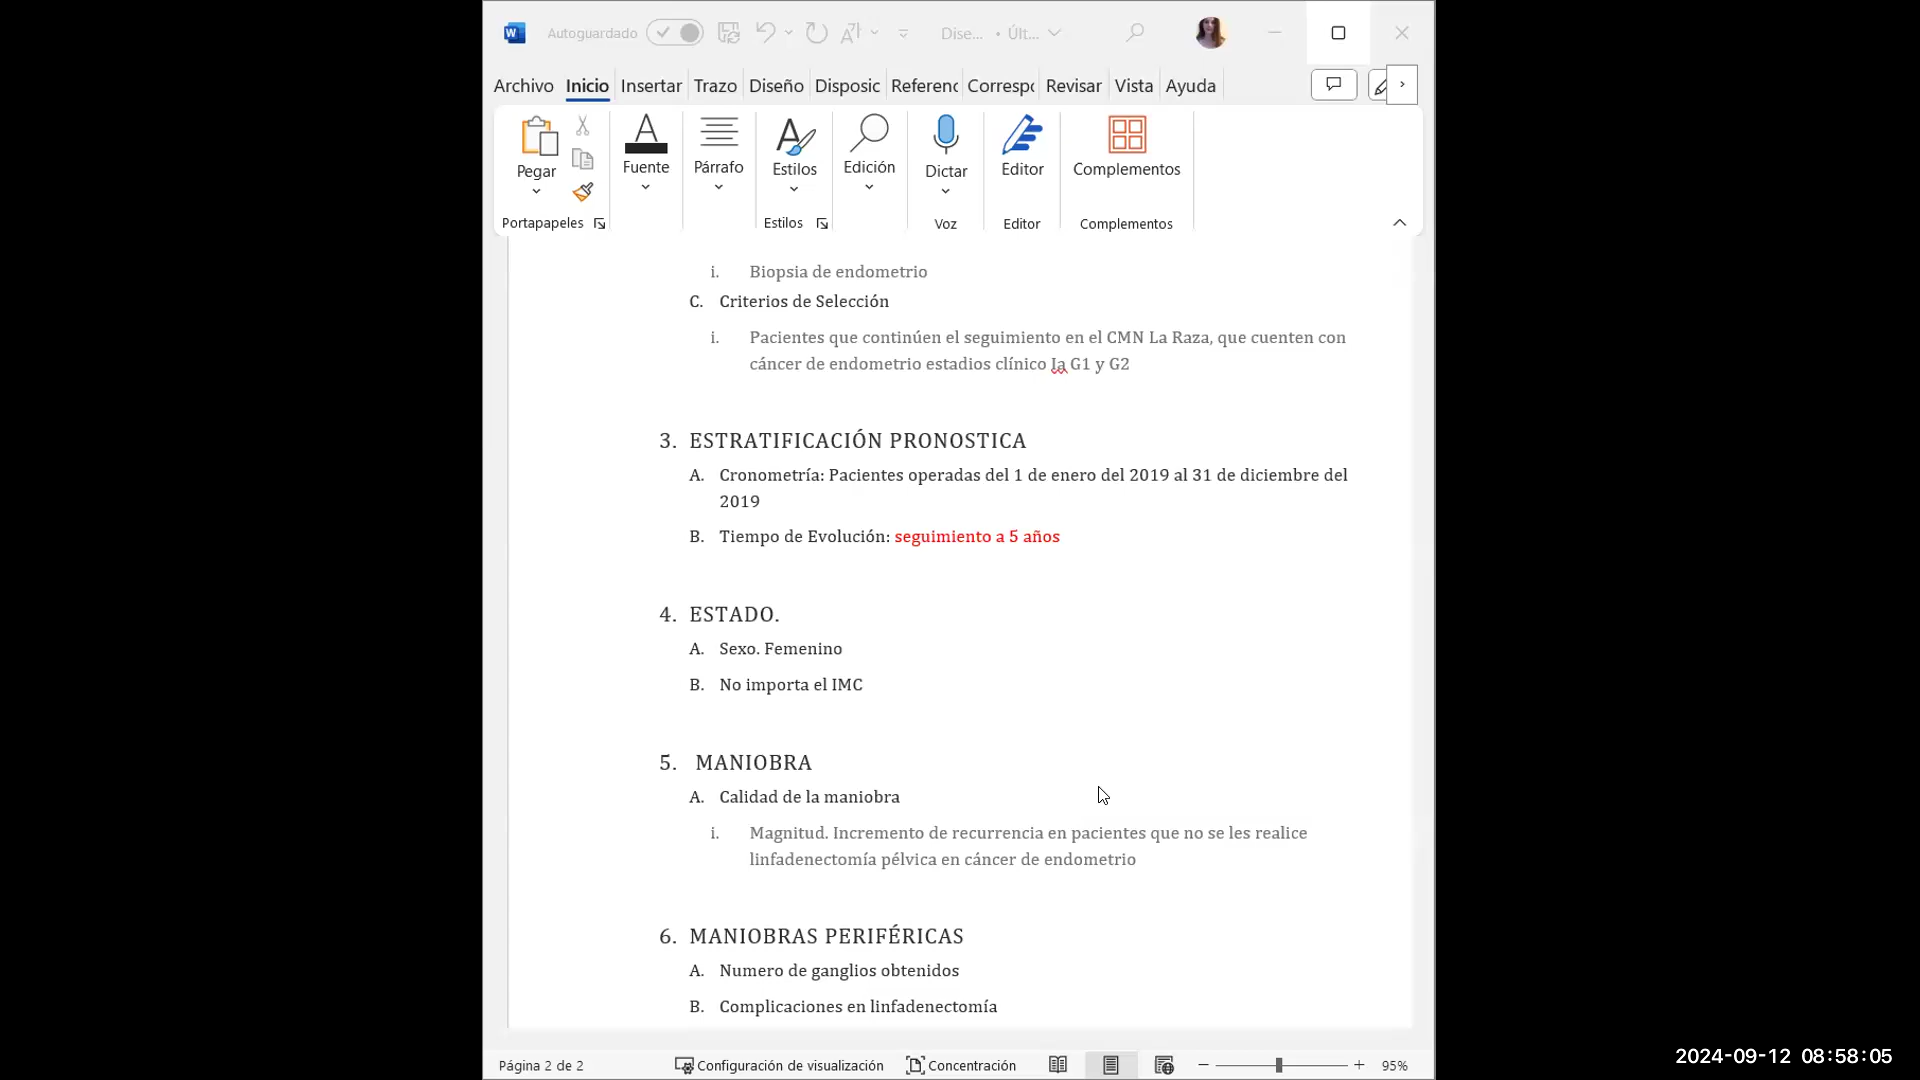 Autoguardado
Dise... • Últ...
Archivo Inicio Insertar Trazo Diseño Disposic Referenc Correspo Revisar Vista Ayuda
Pegar Fuente Párrafo Estilos Edición Dictar Editor Complementos
Portapapeles Estilos Voz Editor Complementos
i. Biopsia de endometrio
C. Criterios de Selección
i. Pacientes que continúen el seguimiento en el CMN La Raza, que cuenten con
cáncer de endometrio estadios clínico Ia G1 y G2
3. ESTRATIFICACIÓN PRONOSTICA
A. Cronometría: Pacientes operadas del 1 de enero del 2019 al 31 de diciembre del
2019
B. Tiempo de Evolución: seguimiento a 5 años
4. ESTADO.
A. Sexo. Femenino
B. No importa el IMC
5. MANIOBRA
A. Calidad de la maniobra
i. Magnitud. Incremento de recurrencia en pacientes que no se les realice
linfadenectomía pélvica en cáncer de endometrio
6. MANIOBRAS PERIFÉRICAS
A. Numero de ganglios obtenidos
B. Complicaciones en linfadenectomía
Página 2 de 2 Configuración de visualización Concentración 95%
2024-09-12 08:58:05